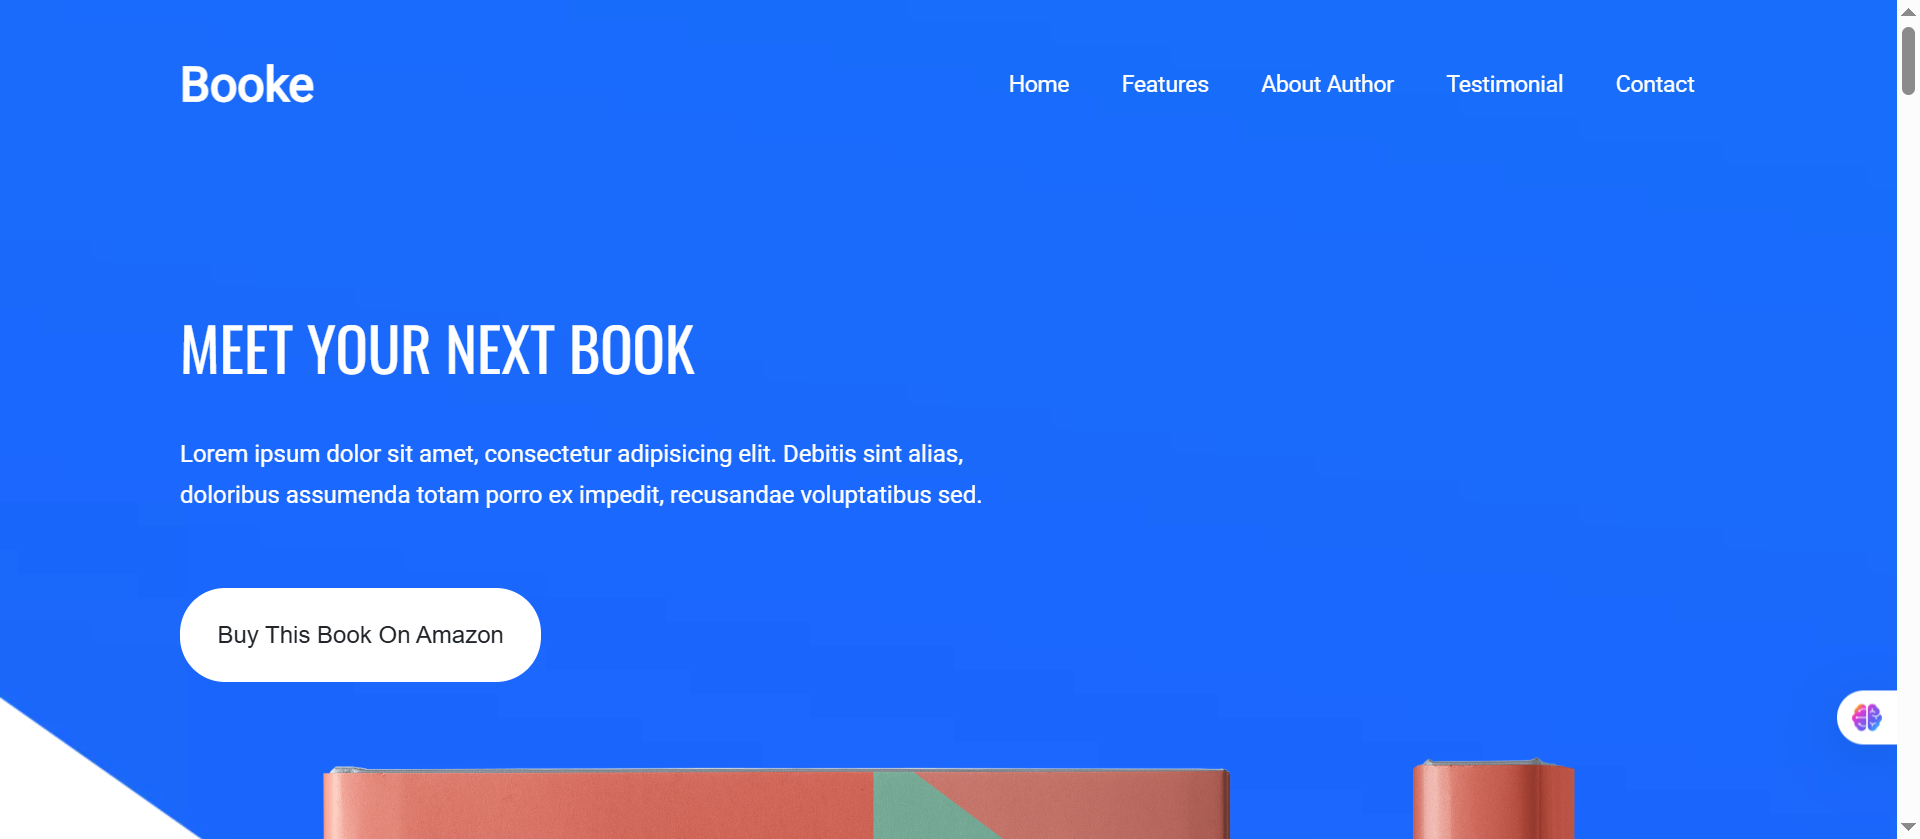 Booke
Home
Features
About Author
Testimonial
Contact
MEET YOUR NEXT BOOK
Lorem ipsum dolor sit amet, consectetur adipisicing elit. Debitis sint alias,
doloribus assumenda totam porro ex impedit, recusandae voluptatibus sed.
Buy This Book On Amazon